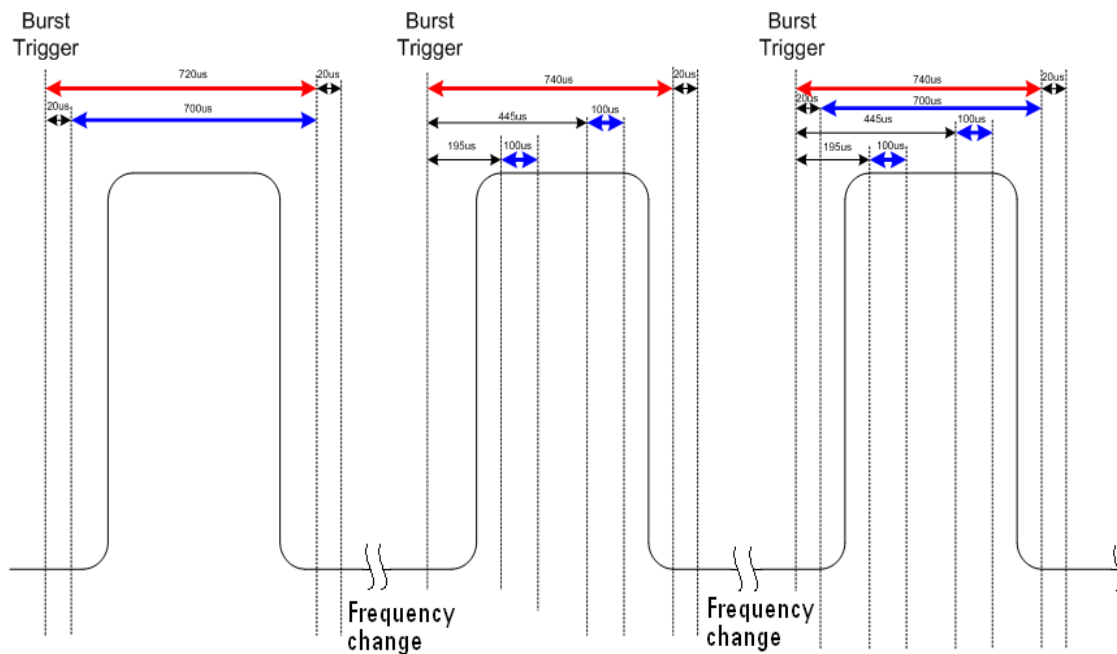 Burst
Trigger
720us
20us
20us
700us
Burst
Trigger
740us
20us
445us
100us
195us
100us
Burst
Trigger
740us
20us
20us
700us
445us
100us
195us
100us
Frequency
change
Frequency
change